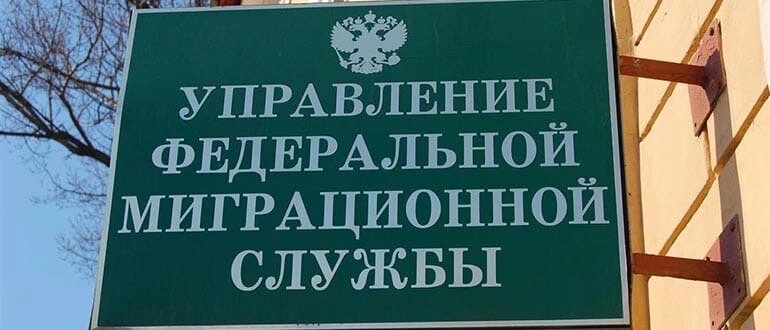 УПРАВЛЕНИЕ
ФЕДЕРАЛЬНОЙ
МИГРАЦИОННОЙ
СЛУЖБЫ